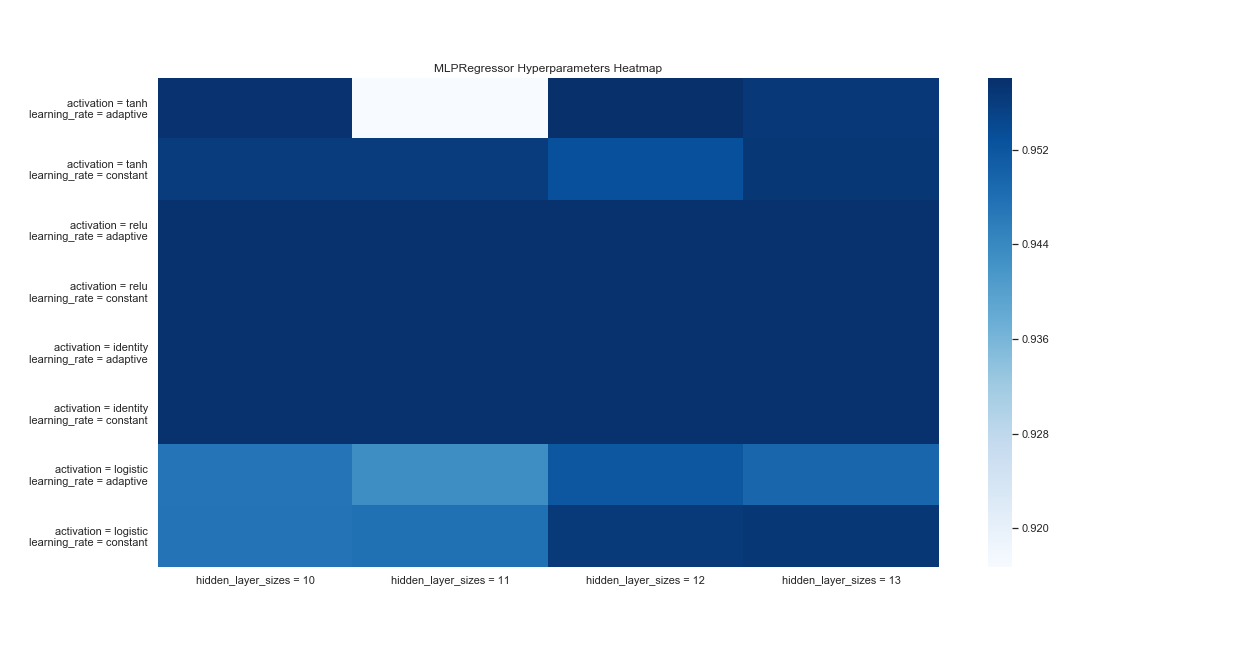 MLPRegressor Hyperparameters Heatmap
activation = tanh
learning_rate = adaptive
activation = tanh
learning_rate = constant
activation = relu
learning_rate = adaptive
activation = relu
learning_rate = constant
activation = identity
learning_rate = adaptive
activation = identity
learning_rate = constant
activation = logistic
learning_rate = adaptive
activation = logistic
learning_rate = constant
hidden_layer_sizes = 10
hidden_layer_sizes = 11
hidden_layer_sizes = 12
hidden_layer_sizes = 13
0.952
0.944
0.936
0.928
0.920